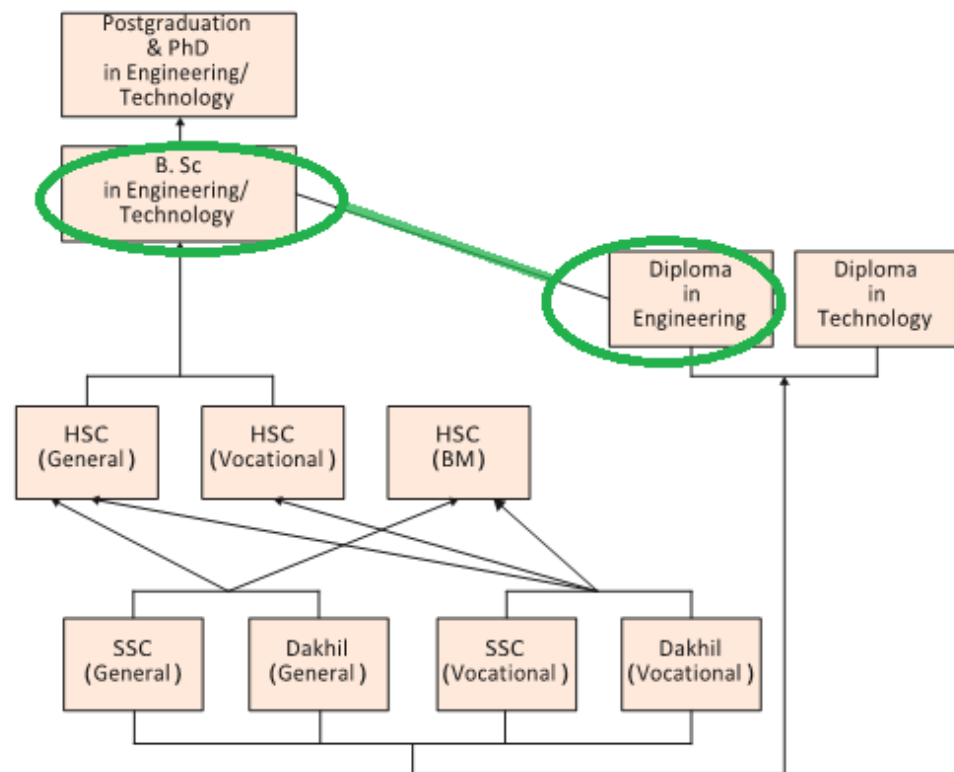 Postgraduation
& PhD
in Engineering/
Technology
B. Sc
in Engineering/
Technology
Diploma
in
Engineering
Diploma
in
Technology
HSC
(General)
HSC
(Vocational)
HSC
(BM)
SSC
(General)
Dakhil
(General)
SSC
(Vocational)
Dakhil
(Vocational)